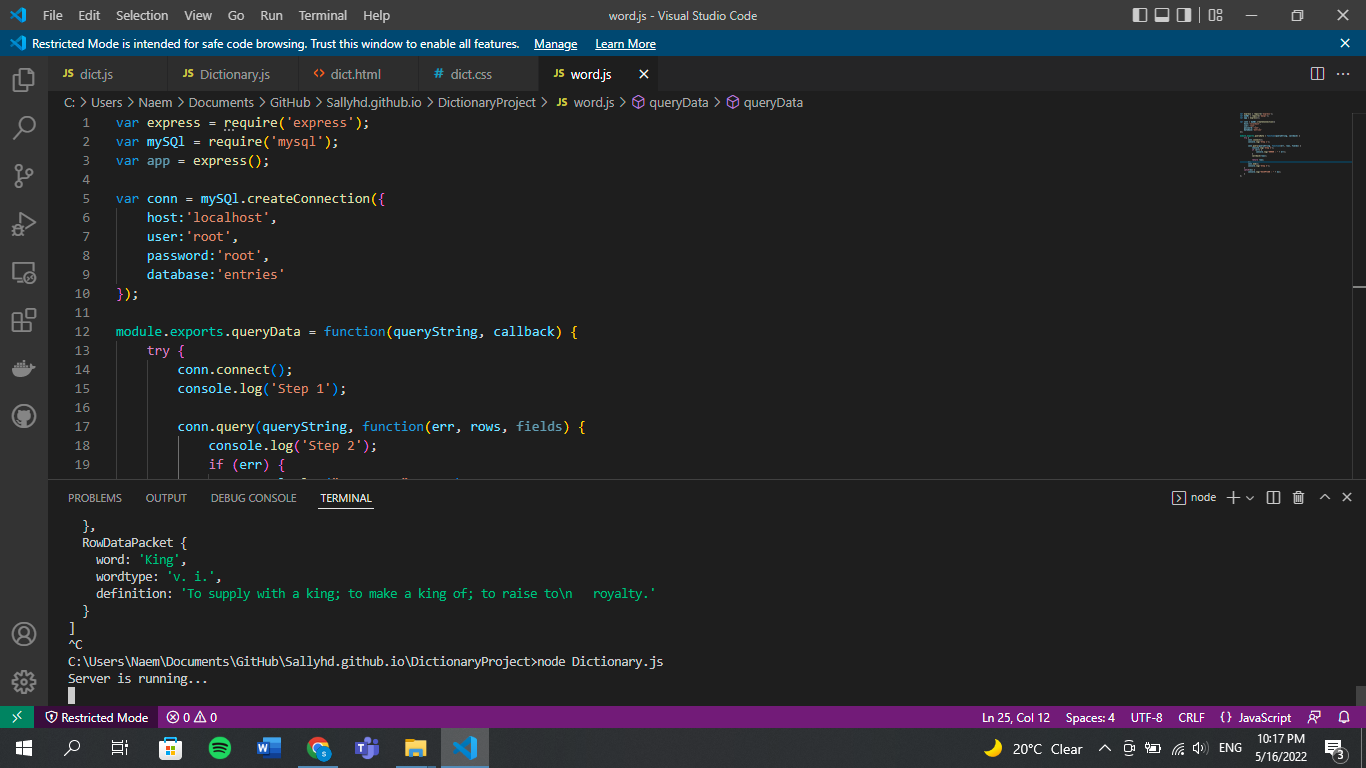 File Edit Selection View Go Run Terminal Help word.js - Visual Studio Code
Restricted Mode is intended for safe code browsing. Trust this window to enable all features. Manage Learn More
JS dict.js JS Dictionary.js <> dict.html # dict.css JS word.js
C: > Users > Naem > Documents > GitHub > Sallyhd.github.io > DictionaryProject > JS word.js > queryData > queryData
1 var express = require('express');
2 var mySQl = require('mysql');
3 var app = express();
4
5 var conn = mySQl.createConnection({
6 host:'localhost',
7 user:'root',
8 password:'root',
9 database:'entries'
10 });
11
12 module.exports.queryData = function(queryString, callback) {
13 try {
14 conn.connect();
15 console.log('Step 1');
16
17 conn.query(queryString, function(err, rows, fields) {
18 console.log('Step 2');
19 if (err) {
PROBLEMS OUTPUT DEBUG CONSOLE TERMINAL node
},
RowDataPacket {
word: 'King',
wordtype: 'v. i.',
definition: 'To supply with a king; to make a king of; to raise to\n   royalty.'
}
]
^C
C:\Users\Naem\Documents\GitHub\Sallyhd.github.io\DictionaryProject>node Dictionary.js
Server is running...
Restricted Mode 0 0 Ln 25, Col 12 Spaces: 4 UTF-8 CRLF {} JavaScript
20°C Clear ENG 10:17 PM
5/16/2022 3